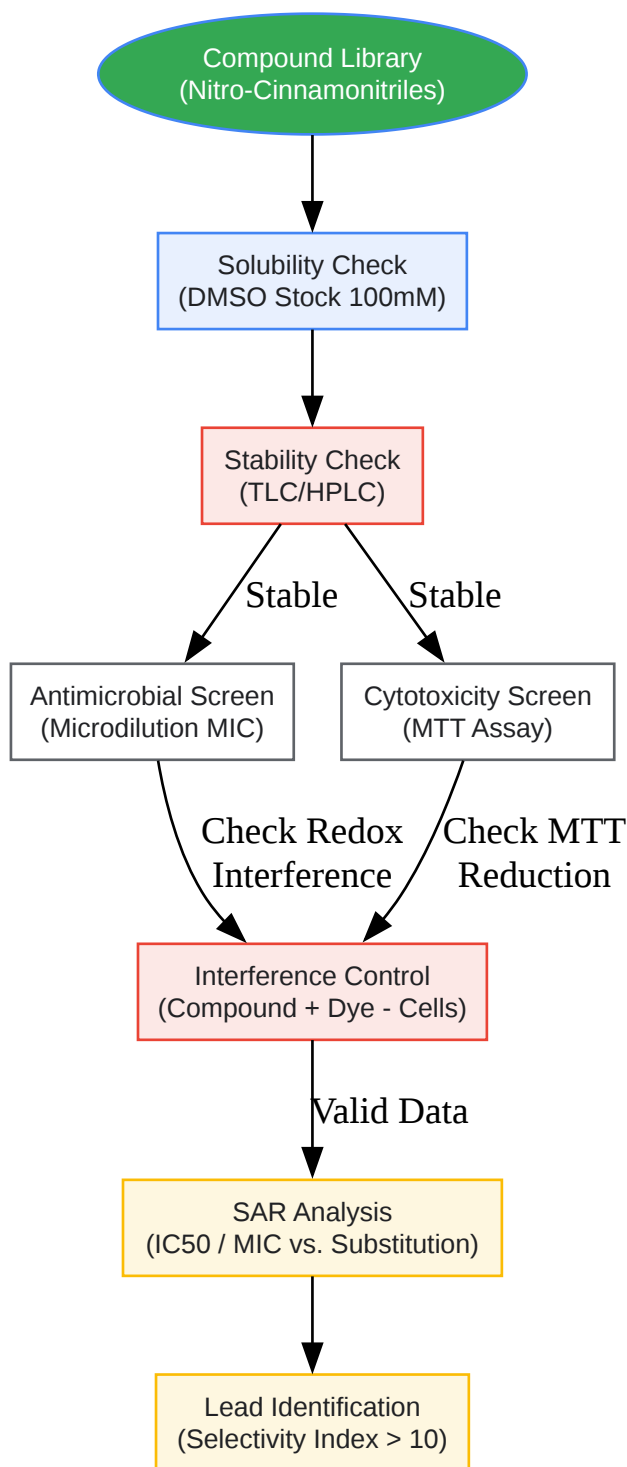 Compound Library
(Nitro-Cinnamonitriles)
Solubility Check
(DMSO Stock 100mM)
Stability Check
(TLC/HPLC)
Stable
Stable
Antimicrobial Screen
(Microdilution MIC)
Cytotoxicity Screen
(MTT Assay)
Check Redox
Interference
Check MTT
Reduction
Interference Control
(Compound + Dye - Cells)
Valid Data
SAR Analysis
(IC50 / MIC vs. Substitution)
Lead Identification
(Selectivity Index > 10)